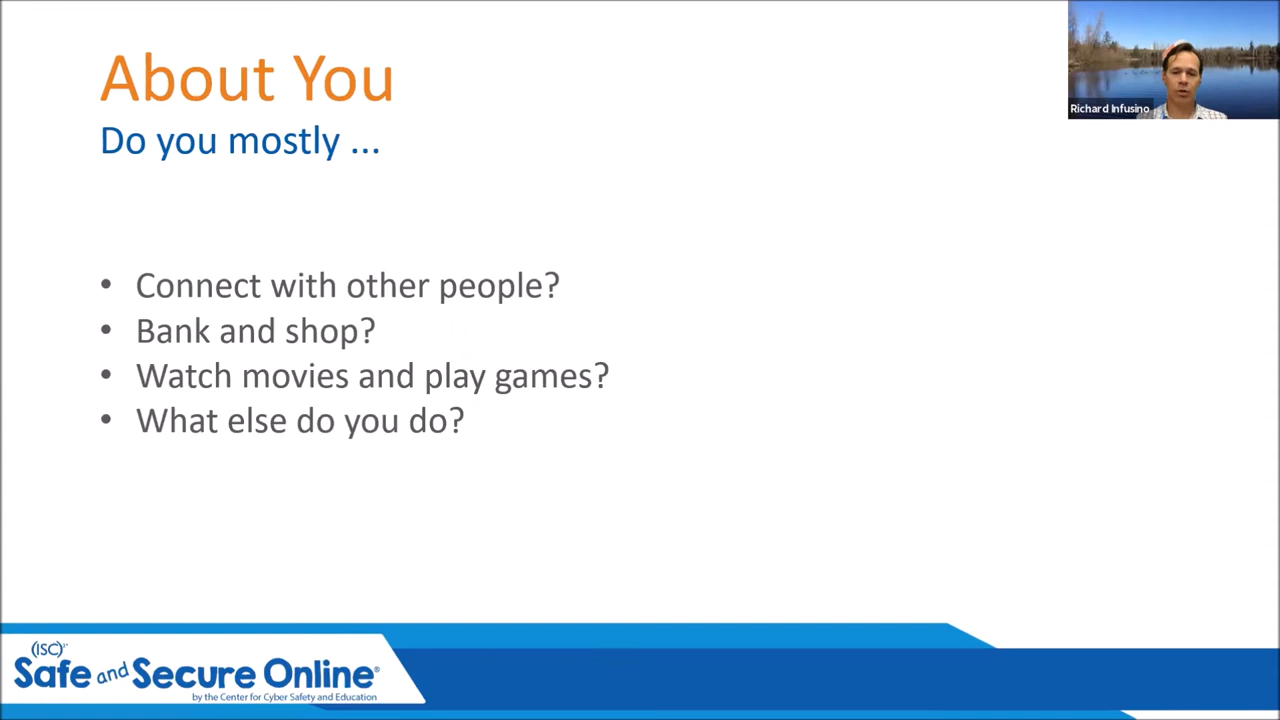 About You
Do you mostly ...
Richard Infusino
• Connect with other people?
• Bank and shop?
• Watch movies and play games?
• What else do you do?
(ISC)²®
Safe and Secure Online®
by the Center for Cyber Safety and Education